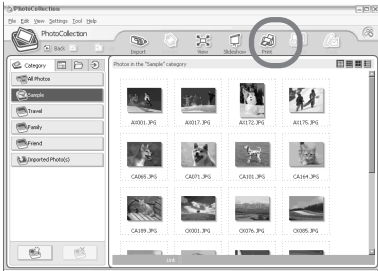 PhotoCollection
File Edit View Settings Tool Help
PhotoCollection
Back
Import
View
Slideshow
Print
Category
Photos in the "Sample" category
All Photos
Sample
Travel
Family
Friend
Imported Photo(s)
AX001.JPG AX017.JPG AX172.JPG AX175.JPG
CA065.JPG CA071.JPG CA101.JPG CA164.JPG
CA189.JPG CX001.JPG CX076.JPG CX085.JPG